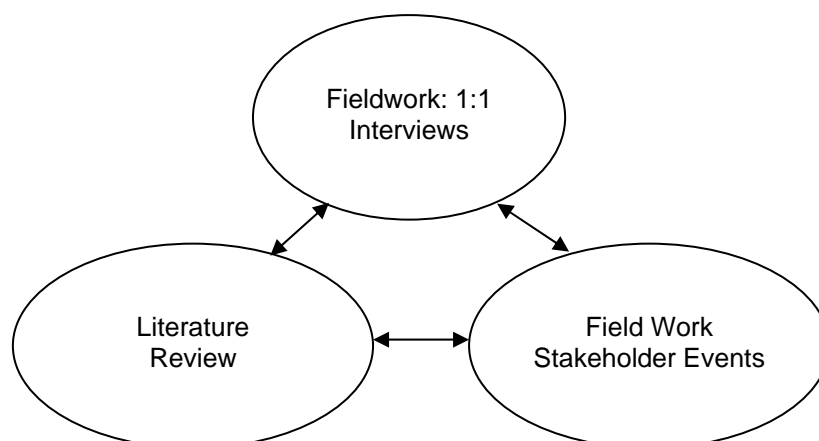 Fieldwork: 1:1
Interviews
Literature
Review
Field Work
Stakeholder Events